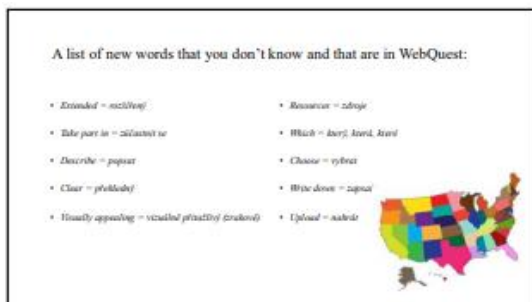 A list of new words that you don't know and that are in WebQuest:
• Extended = rozšířený
• Take part in = zúčastnit se
• Describe = popsat
• Clear = přehledný
• Visually appealing = vizuálně přitažlivý (zrakově)
• Resources = zdroje
• Which = který, která, které
• Choose = vybrat
• Write down = zapsat
• Upload = nahrát